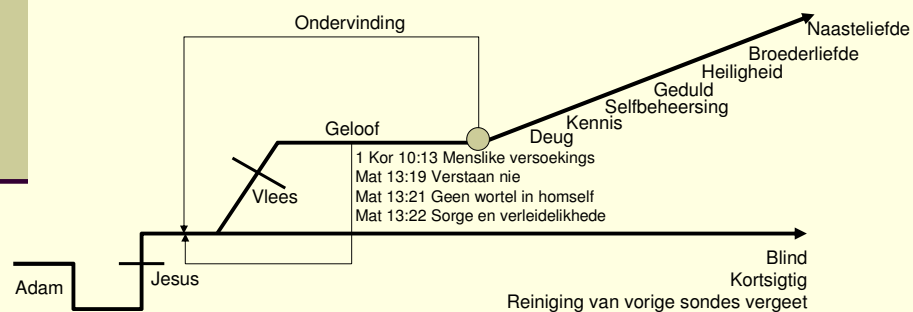 Ondervinding
Naasteliefde
Broederliefde
Heiligheid
Geduld
Selfbeheersing
Kennis
Deug
Geloof
1 Kor 10:13 Menslike versoekings
Mat 13:19 Verstaan nie
Mat 13:21 Geen wortel in homself
Mat 13:22 Sorge en verleidelikhede
Vlees
Jesus
Adam
Blind
Kortsigtig
Reiniging van vorige sondes vergeet